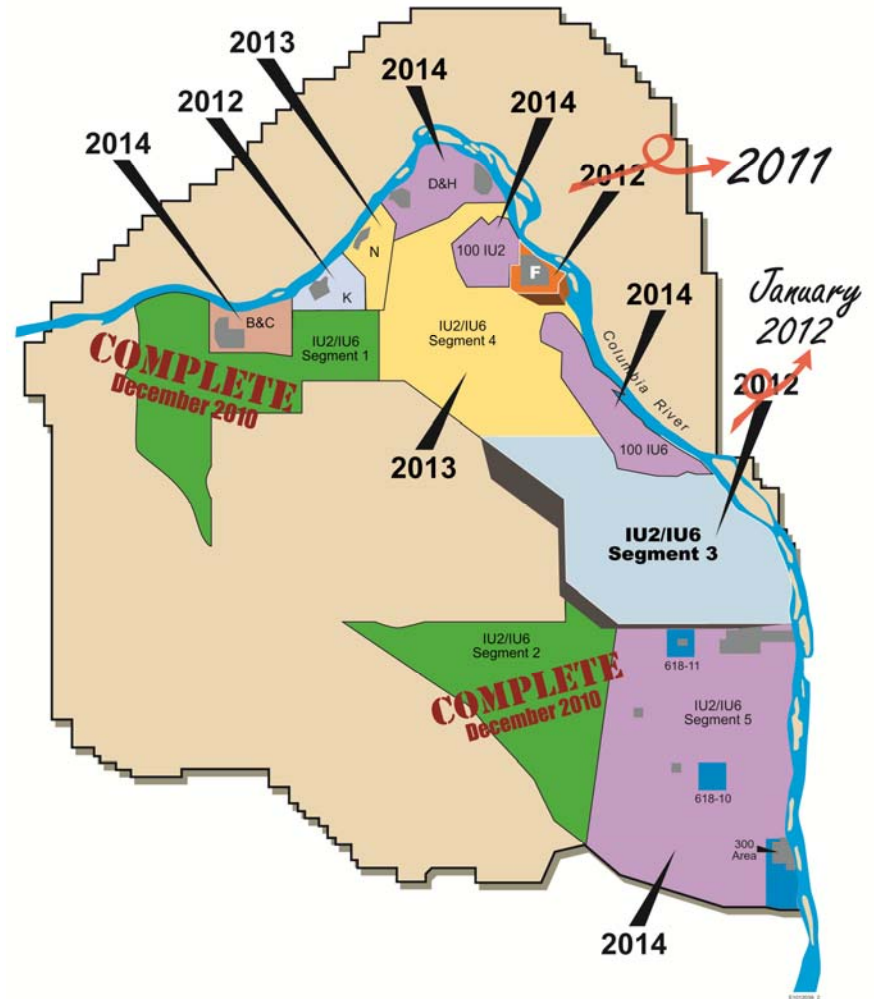 2013
2014
2012
2014
2014
D&H
2012
2011
N
100 IU2
F
K
2014
January
2012
B&C
IU2/IU6
Segment 1
IU2/IU6
Segment 4
Columbia River
COMPLETE
December 2010
2012
2013
100 IU6
IU2/IU6
Segment 3
IU2/IU6
Segment 2
618-11
COMPLETE
December 2010
IU2/IU6
Segment 5
618-10
300
Area
2014